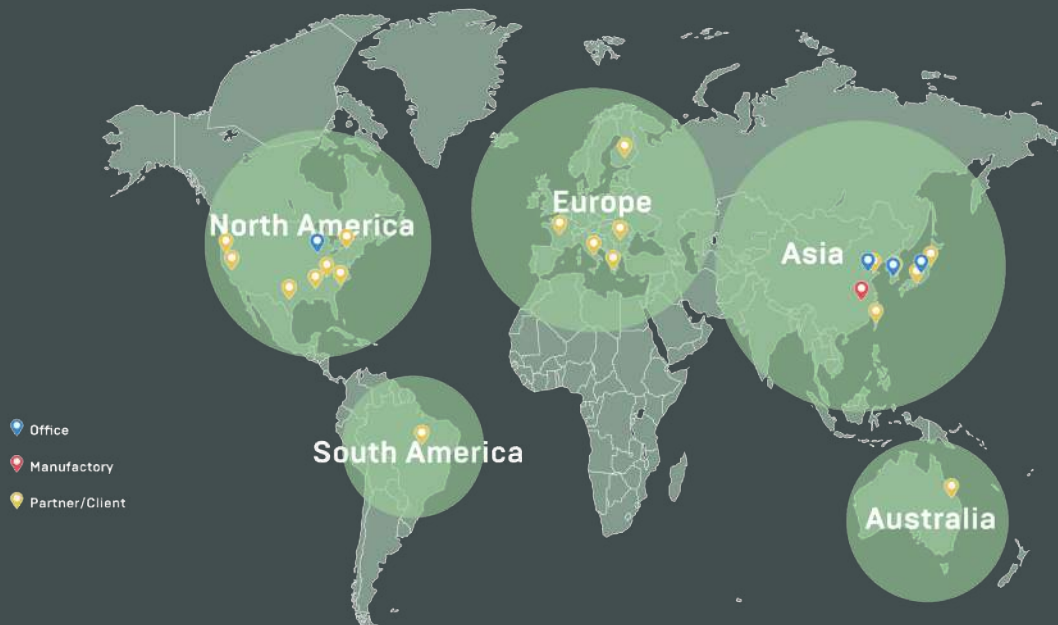 North America
Europe
Asia
South America
Australia
Office
Manufactory
Partner/Client